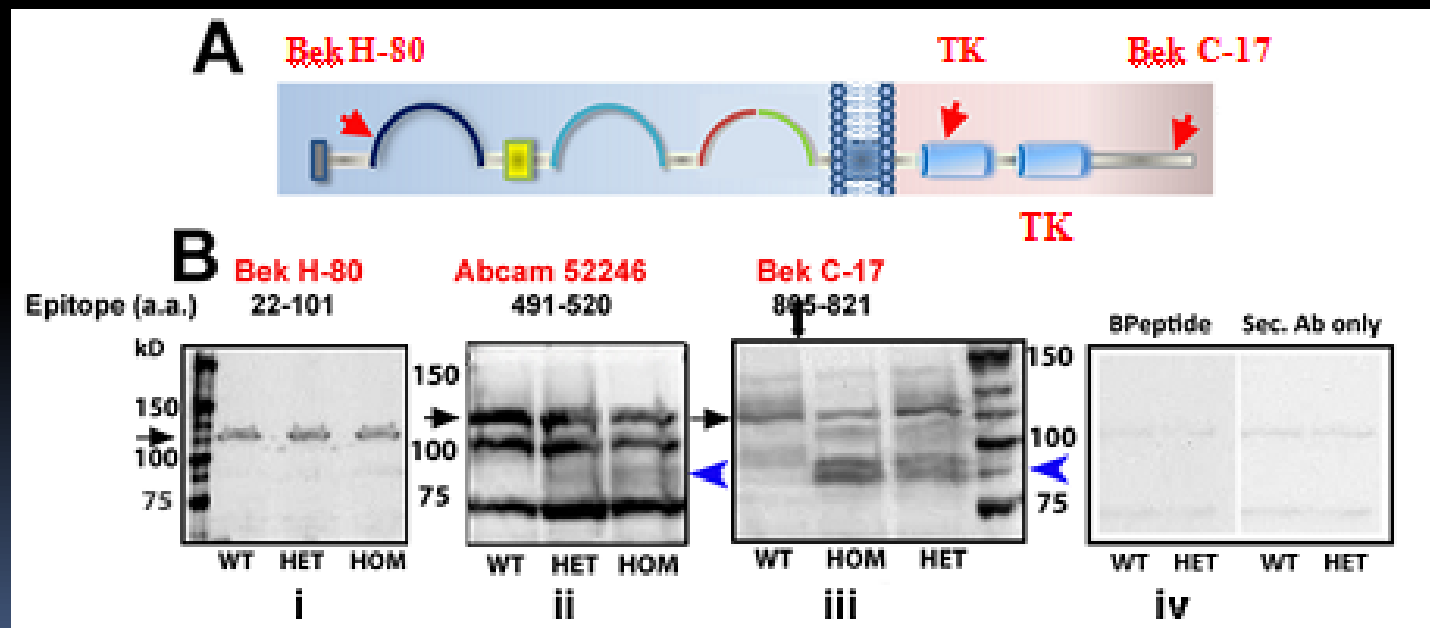 A
Bek H-80
TK
Bek C-17
TK
B
Bek H-80
Abcam 52246
Bek C-17
Epitope (a.a.)
22-101
491-520
805-821
BPeptide
Sec. Ab only
kD
150
100
75
150
100
75
150
100
75
WT HET HOM
WT HET HOM
WT HOM HET
WT HET
WT HET
i
ii
iii
iv